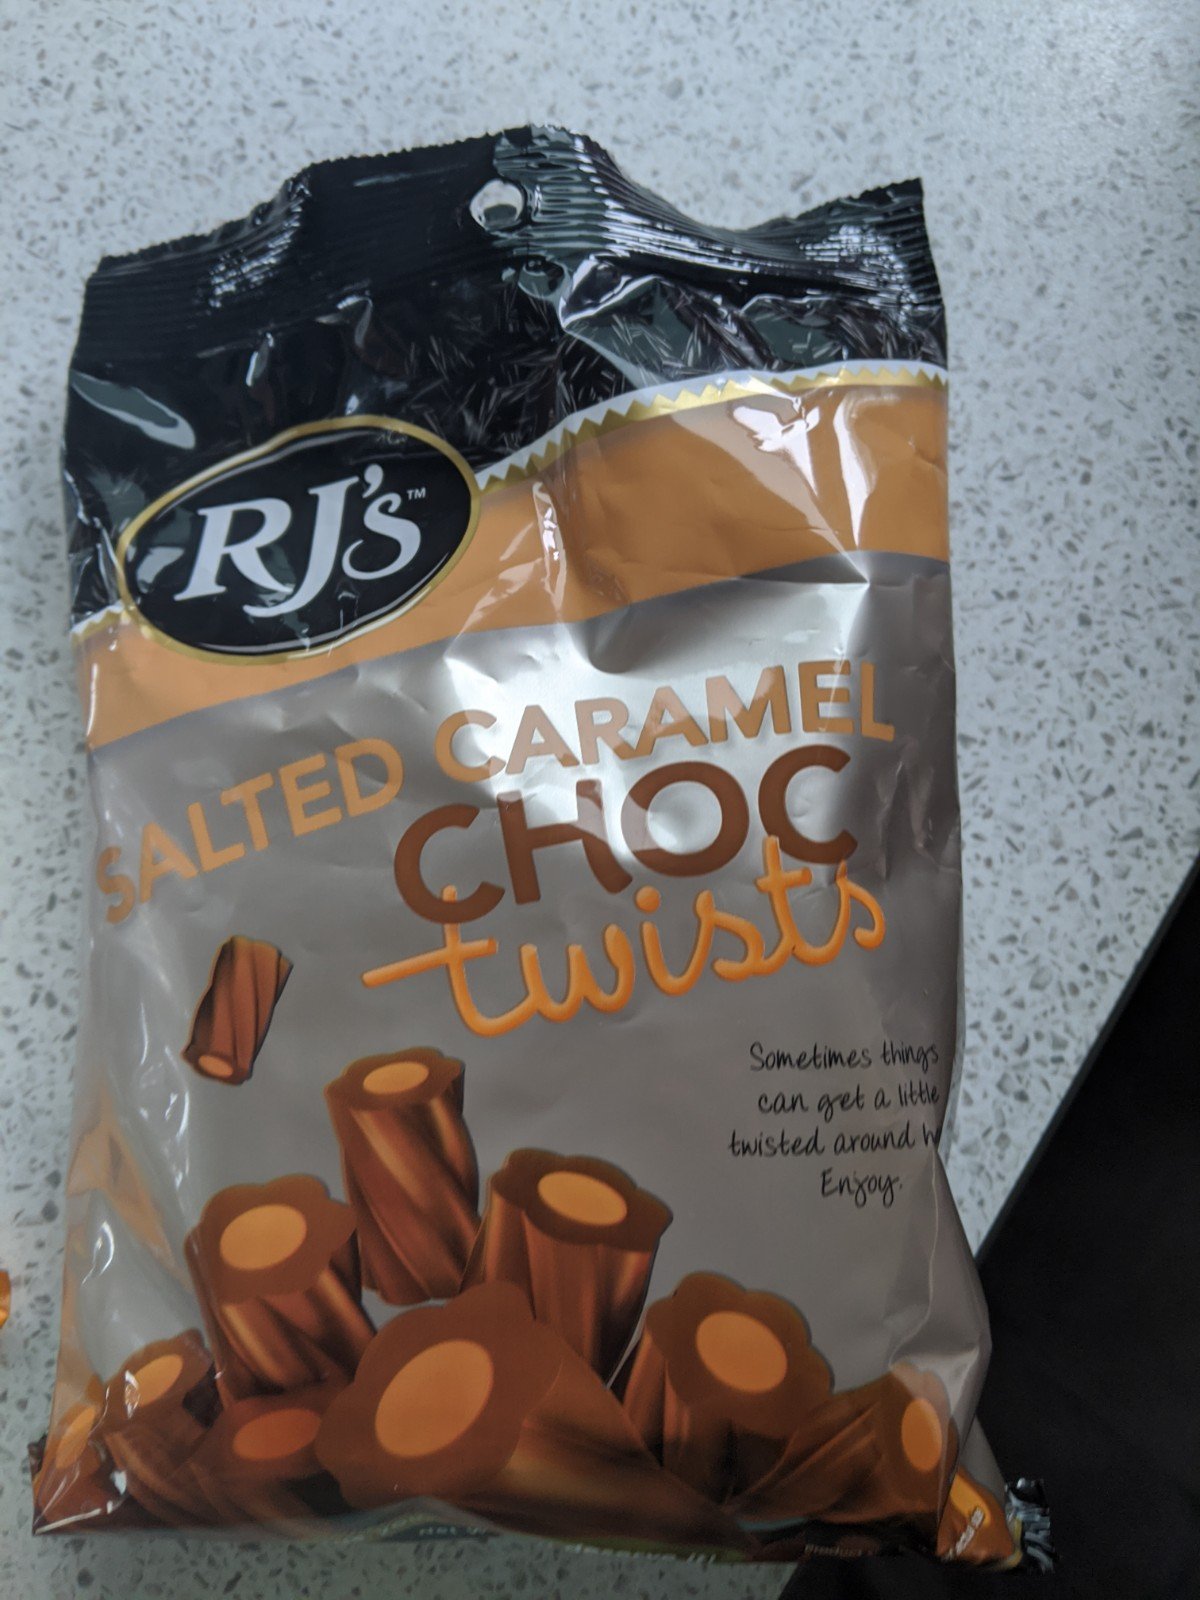 RJ's™
SALTED CARAMEL
CHOC
twists
Sometimes things
can get a little
twisted around
Enjoy.